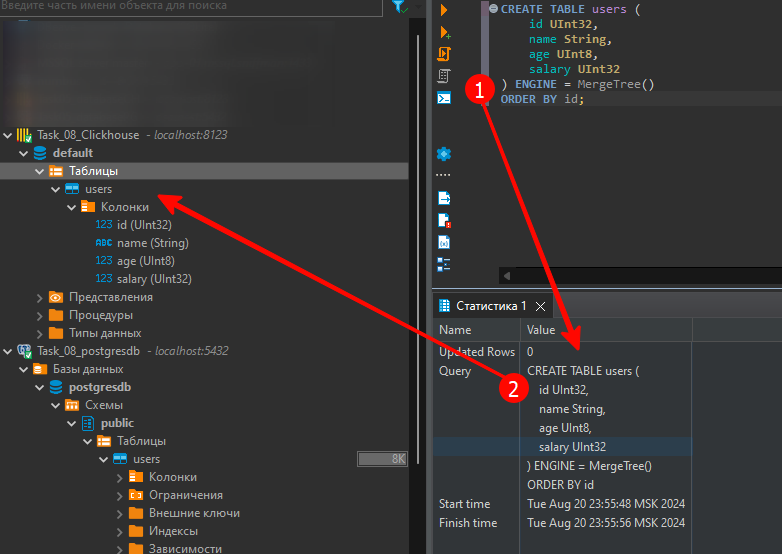 Введите часть имени объекта для поиска
Task_08_Clickhouse - localhost:8123
default
Таблицы
users
Колонки
123 id (UInt32)
ABC name (String)
123 age (UInt8)
123 salary (UInt32)
Представления
Процедуры
Типы данных
Task_08_postgresdb - localhost:5432
Базы данных
postgresdb
Схемы
public
Таблицы
users 8K
Колонки
Ограничения
Внешние ключи
Индексы
Зависимости
CREATE TABLE users (
id UInt32,
name String,
age UInt8,
salary UInt32
) ENGINE = MergeTree()
ORDER BY id;
1
Статистика 1
Name Value
Updated Rows 0
Query CREATE TABLE users (
id UInt32,
name String,
age UInt8,
salary UInt32
) ENGINE = MergeTree()
ORDER BY id
Start time Tue Aug 20 23:55:48 MSK 2024
Finish time Tue Aug 20 23:55:56 MSK 2024
2